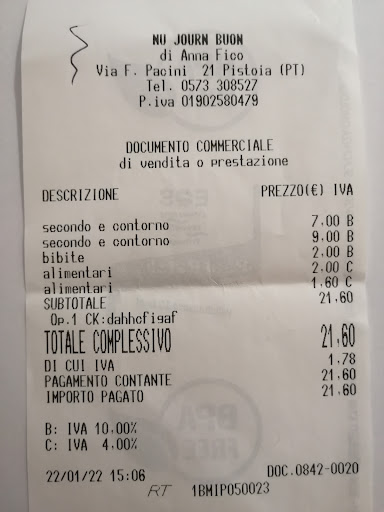 NU JOURN BUON
di Anna Fico
Via F. Pacini 21 Pistoia (PT)
Tel. 0573 308527
P.iva 01902580479
DOCUMENTO COMMERCIALE
di vendita o prestazione
DESCRIZIONE PREZZO(€) IVA
secondo e contorno 7.00 B
secondo e contorno 9.00 B
bibite 2.00 B
alimentari 2.00 C
alimentari 1.60 C
SUBTOTALE 21.60
Op.1 CK:dahhcfigaf
TOTALE COMPLESSIVO 21,60
DI CUI IVA 1.78
PAGAMENTO CONTANTE 21.60
IMPORTO PAGATO 21.60
B: IVA 10.00%
C: IVA 4.00%
22/01/22 15:06 DOC.0842-0020
RT 1BMIP050023